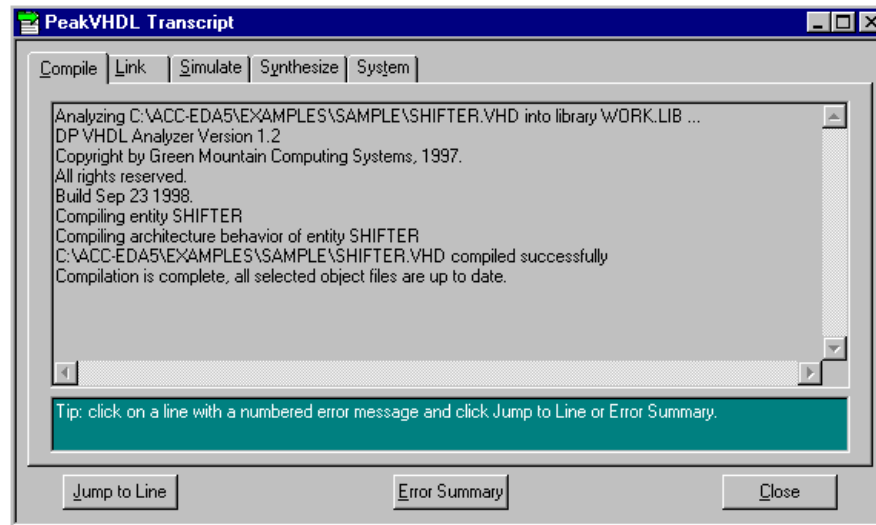 PeakVHDL Transcript
Compile Link Simulate Synthesize System
Analyzing C:\ACC-EDA5\EXAMPLES\SAMPLE\SHIFTER.VHD into library WORK.LIB ...
DP VHDL Analyzer Version 1.2
Copyright by Green Mountain Computing Systems, 1997.
All rights reserved.
Build Sep 23 1998.
Compiling entity SHIFTER
Compiling architecture behavior of entity SHIFTER
C:\ACC-EDA5\EXAMPLES\SAMPLE\SHIFTER.VHD compiled successfully
Compilation is complete, all selected object files are up to date.
Tip: click on a line with a numbered error message and click Jump to Line or Error Summary.
Jump to Line Error Summary Close